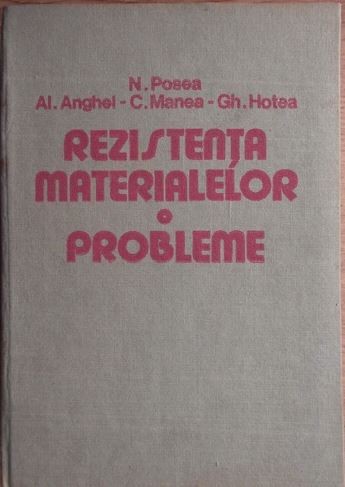 N. Posea
Al. Anghel - C. Manea - Gh. Hotea
REZISTENȚA
MATERIALELOR
PROBLEME